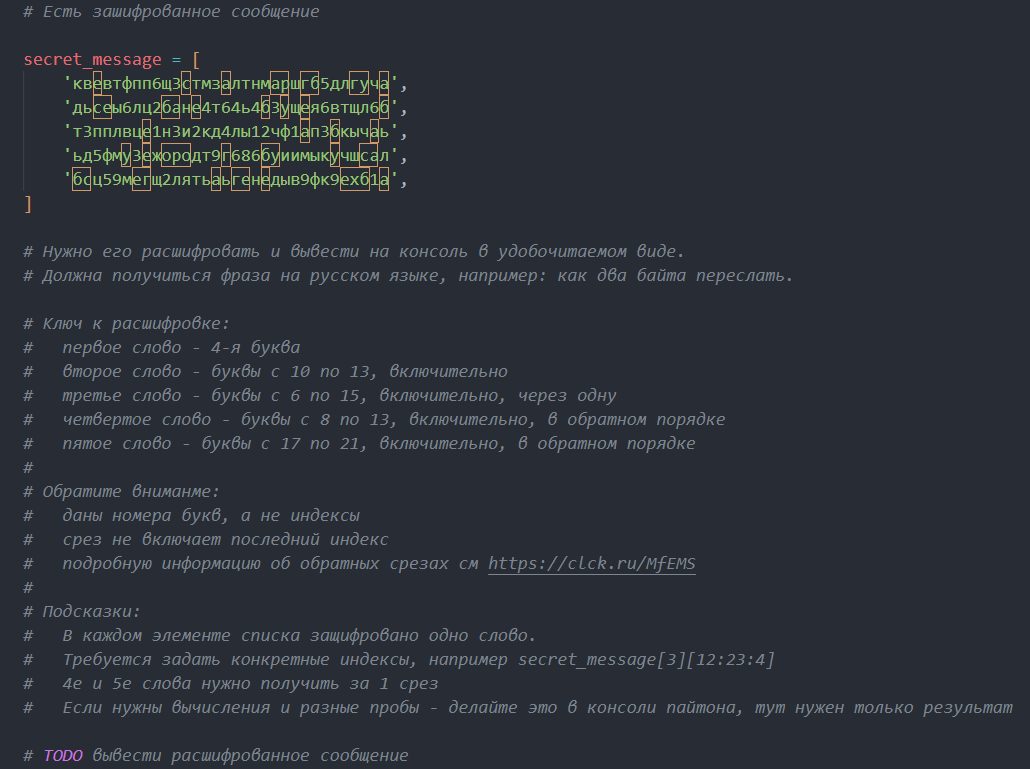 # Есть зашифрованное сообщение
secret_message = [
'квевтфпп6щ3стмзалтнмаршгб5длгуча',
'дьсеы6лц2бане4т64ь4б3ущея6втщл6б',
'т3пплвце1н3и2кд4лы12чф1ап3бкычаь',
'ьд5фму3ежородт9г686буиимыкучшсал',
'бсц59мегщ2лятьаьгенедыв9фк9ехб1а',
]
# Нужно его расшифровать и вывести на консоль в удобочитаемом виде.
# Должна получиться фраза на русском языке, например: как два байта переслать.
# Ключ к расшифровке:
# первое слово - 4-я буква
# второе слово - буквы с 10 по 13, включительно
# третье слово - буквы с 6 по 15, включительно, через одну
# четвертое слово - буквы с 8 по 13, включительно, в обратном порядке
# пятое слово - буквы с 17 по 21, включительно, в обратном порядке
#
# Обратите внманме:
# даны номера букв, а не индексы
# срез не включает последний индекс
# подробную информацию об обратных срезах см https://clck.ru/MfEMS
#
# Подсказки:
# В каждом элементе списка защифровано одно слово.
# Требуется задать конкретные индексы, например secret_message[3][12:23:4]
# 4е и 5е слова нужно получить за 1 срез
# Если нужны вычисления и разные пробы - делайте это в консоли пайтона, тут нужен только результат
# TODO вывести расшифрованное сообщение